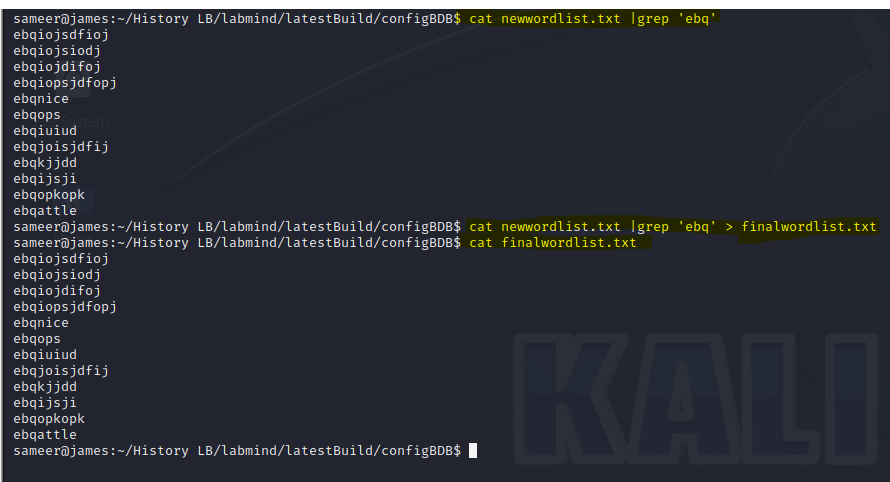 sameer@james:~/History LB/labmind/latestBuild/configBDB$ cat newwordlist.txt |grep 'ebq'
ebqiojsdfioj
ebqiojsiodj
ebqiojdifoj
ebqiopsjdfopj
ebqnice
ebqops
ebqiuiud
ebqjoisjdfij
ebqkjjdd
ebqijsji
ebqopkopk
ebqattle
sameer@james:~/History LB/labmind/latestBuild/configBDB$ cat newwordlist.txt |grep 'ebq' > finalwordlist.txt
sameer@james:~/History LB/labmind/latestBuild/configBDB$ cat finalwordlist.txt
ebqiojsdfioj
ebqiojsiodj
ebqiojdifoj
ebqiopsjdfopj
ebqnice
ebqops
ebqiuiud
ebqjoisjdfij
ebqkjjdd
ebqijsji
ebqopkopk
ebqattle
sameer@james:~/History LB/labmind/latestBuild/configBDB$
KALI